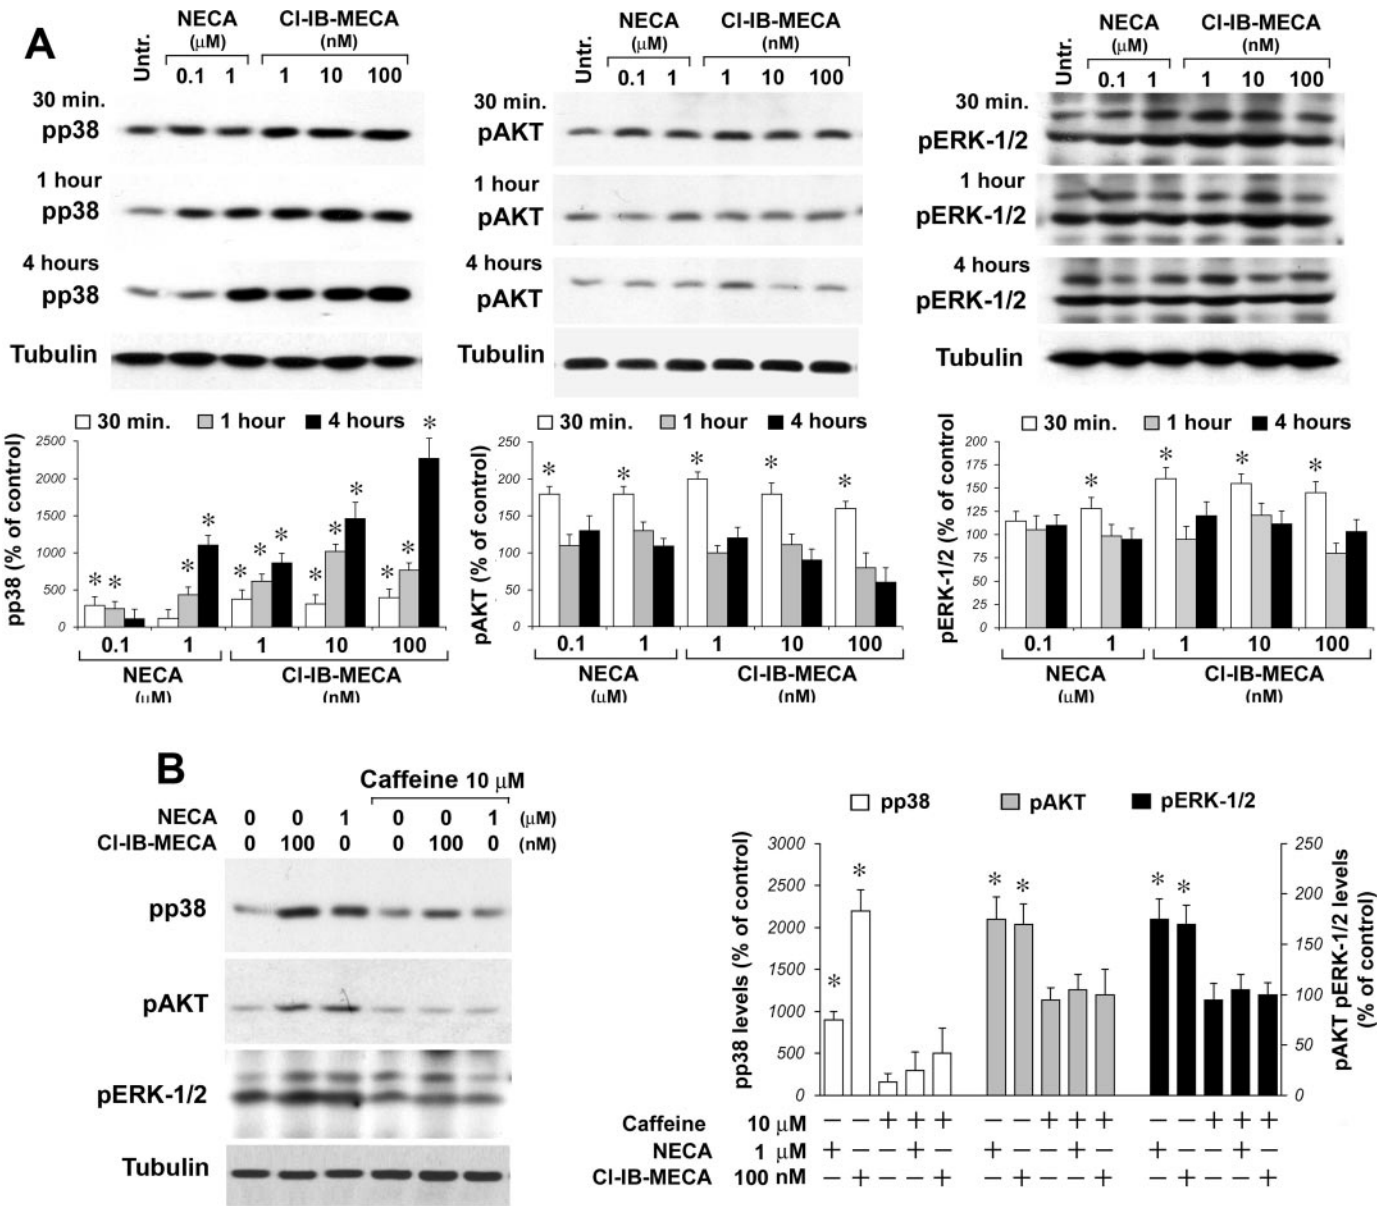 A
NECA
(μM)
Cl-IB-MECA
(nM)
Untr.
0.1 1
1 10 100
30 min.
pp38
1 hour
pp38
4 hours
pp38
Tubulin
NECA
(μM)
Cl-IB-MECA
(nM)
Untr.
0.1 1
1 10 100
30 min.
pAKT
1 hour
pAKT
4 hours
pAKT
Tubulin
NECA
(μM)
Cl-IB-MECA
(nM)
Untr.
0.1 1
1 10 100
30 min.
pERK-1/2
1 hour
pERK-1/2
4 hours
pERK-1/2
Tubulin
30 min. 1 hour 4 hours
pp38 (% of control)
2500
2000
1500
1000
500
0
* * * * * * * * * * * * *
0.1 1 1 10 100
NECA
(μM)
Cl-IB-MECA
(nM)
30 min. 1 hour 4 hours
pAKT (% of control)
250
200
150
100
50
0
* * * * *
0.1 1 1 10 100
NECA
(μM)
Cl-IB-MECA
(nM)
30 min. 1 hour 4 hours
pERK-1/2 (% of control)
200
175
150
125
100
75
50
25
0
* * * *
0.1 1 1 10 100
NECA
(μM)
Cl-IB-MECA
(nM)
B
Caffeine 10 μM
NECA 0 0 1 0 0 1 (μM)
Cl-IB-MECA 0 100 0 0 100 0 (nM)
pp38
pAKT
pERK-1/2
Tubulin
pp38 pAKT pERK-1/2
pp38 levels (% of control)
3000
2500
2000
1500
1000
500
0
* * * * * *
250
200
150
100
50
0
pAKT pERK-1/2 levels
(% of control)
Caffeine 10 μM − − + + + − − + + + − − + + +
NECA 1 μM + − − + − + − − + − + − − + −
Cl-IB-MECA 100 nM − + − − + − + − − + − + − − +